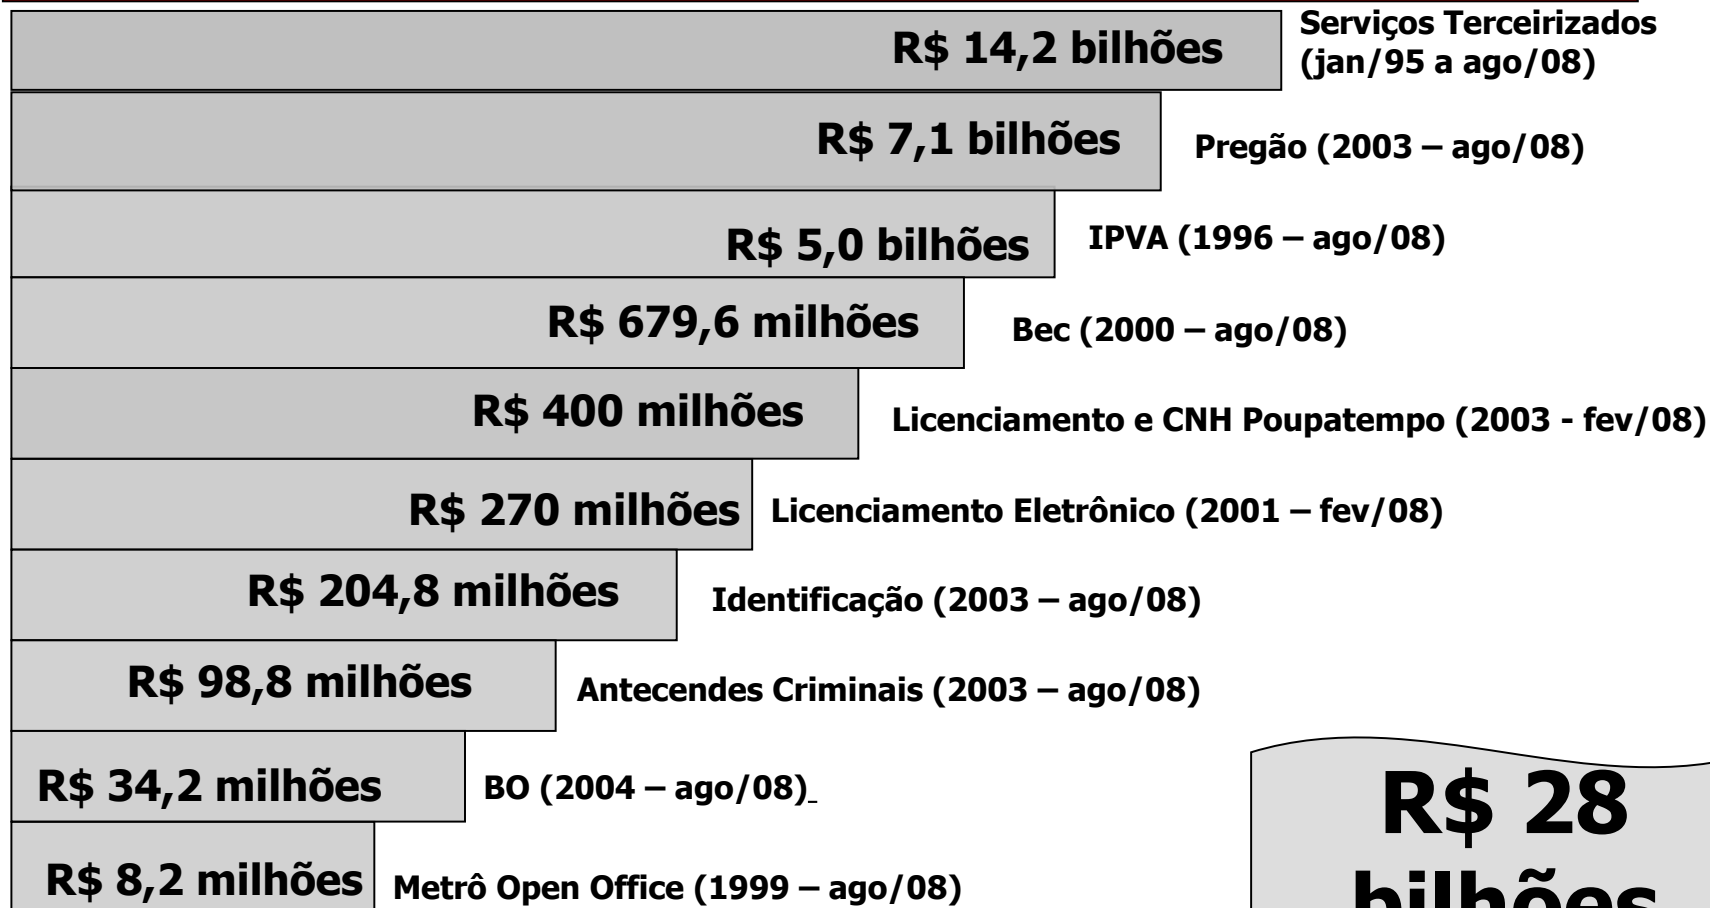 R$ 14,2 bilhões
Serviços Terceirizados
(jan/95 a ago/08)
R$ 7,1 bilhões
Pregão (2003 – ago/08)
R$ 5,0 bilhões
IPVA (1996 – ago/08)
R$ 679,6 milhões
Bec (2000 – ago/08)
R$ 400 milhões
Licenciamento e CNH Poupatempo (2003 - fev/08)
R$ 270 milhões
Licenciamento Eletrônico (2001 – fev/08)
R$ 204,8 milhões
Identificação (2003 – ago/08)
R$ 98,8 milhões
Antecendes Criminais (2003 – ago/08)
R$ 34,2 milhões
BO (2004 – ago/08)
R$ 8,2 milhões
Metrô Open Office (1999 – ago/08)
R$ 28
bilhões